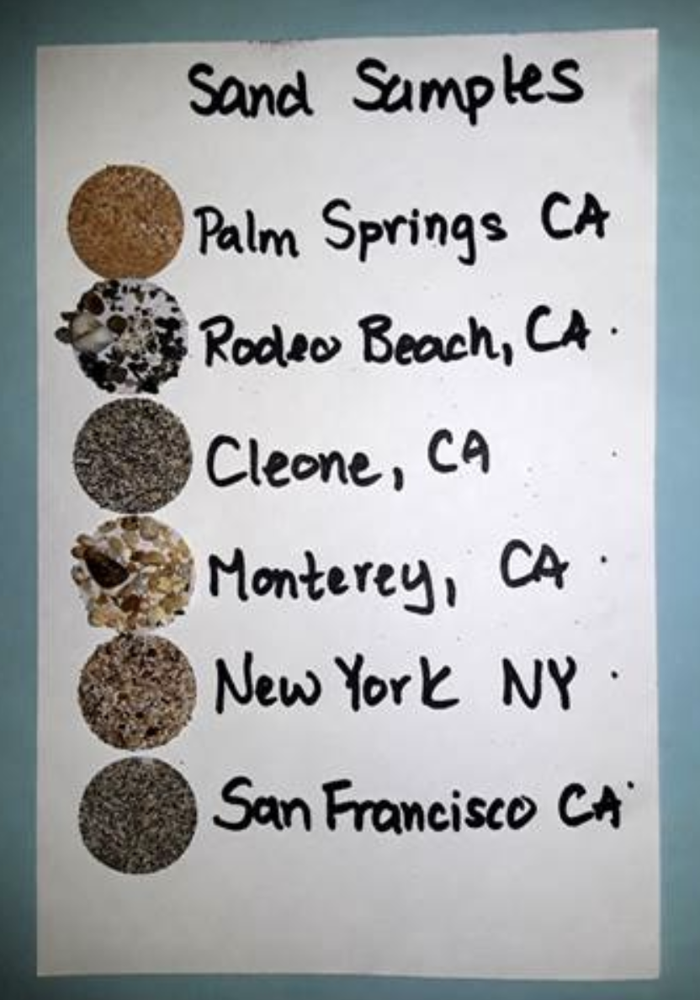 Sand Samples
Palm Springs CA
Rodeo Beach, CA.
Cleone, CA
Monterey, CA
New York NY
San Francisco CA